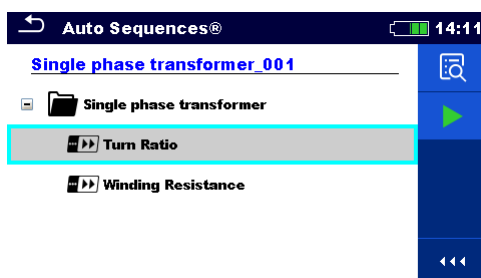 Auto Sequences® 14:11
Single phase transformer_001
Single phase transformer
Turn Ratio
Winding Resistance